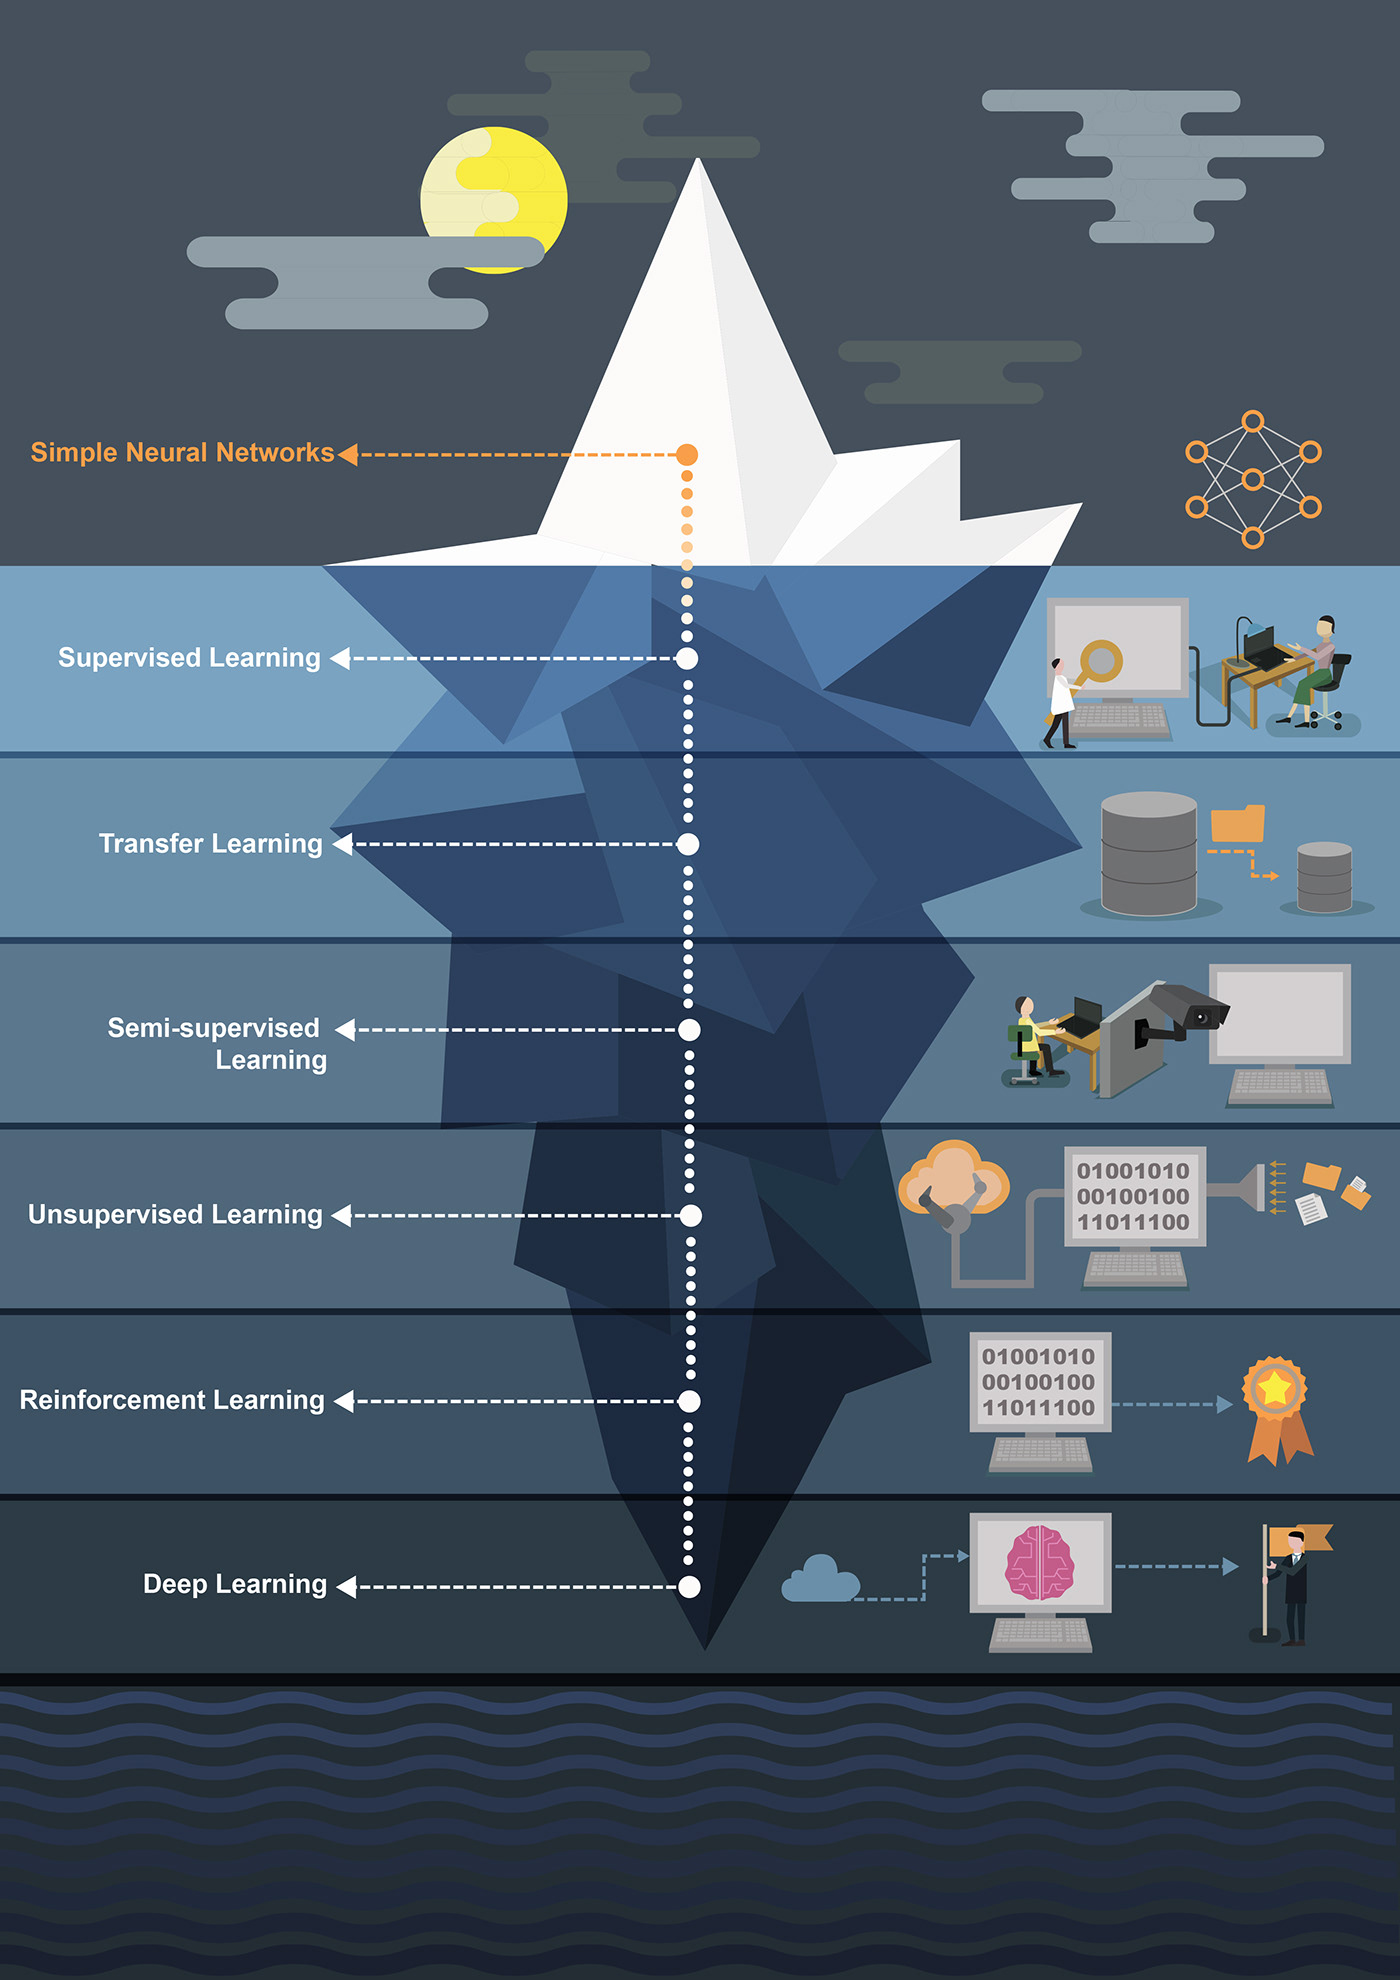 Simple Neural Networks
Supervised Learning
Transfer Learning
Semi-supervised
Learning
Unsupervised Learning
01001010
00100100
11011100
Reinforcement Learning
01001010
00100100
11011100
Deep Learning